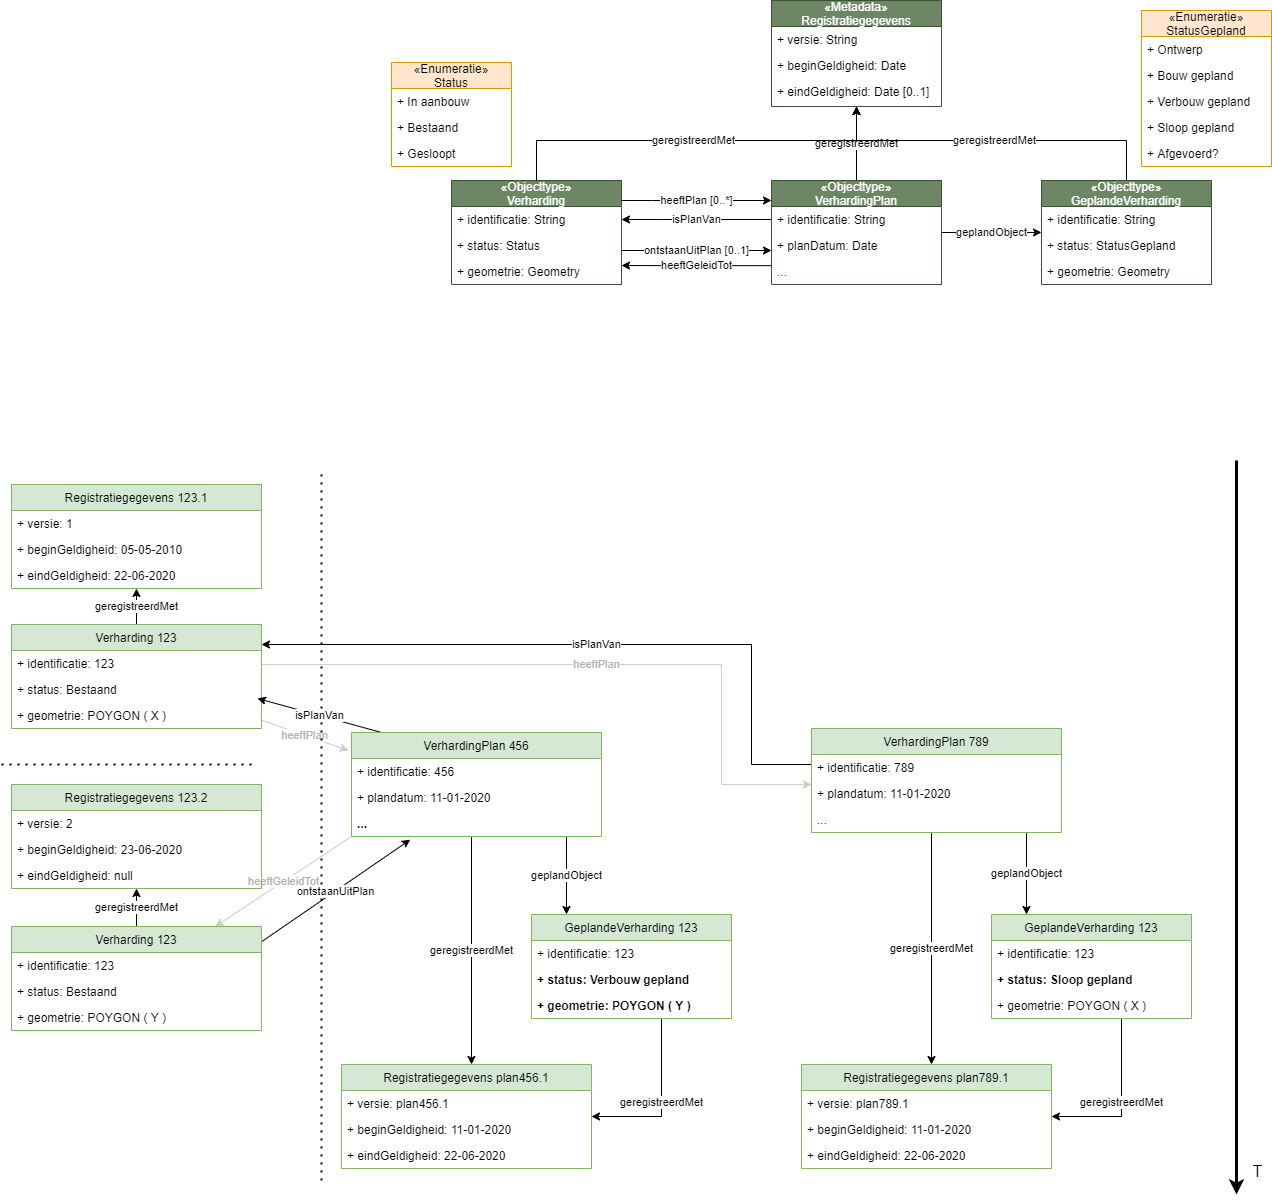 «Metadata»
Registratiegegevens
+ versie: String
+ beginGeldigheid: Date
+ eindGeldigheid: Date [0..1]
«Enumeratie»
StatusGepland
+ Ontwerp
+ Bouw gepland
+ Verbouw gepland
+ Sloop gepland
+ Afgevoerd?
«Enumeratie»
Status
+ In aanbouw
+ Bestaand
+ Gesloopt
geregistreerdMet
geregistreerdMet
geregistreerdMet
«Objecttype»
Verharding
+ identificatie: String
+ status: Status
+ geometrie: Geometry
heeftPlan [0..*]
isPlanVan
ontstaanUitPlan [0..1]
heeftGeleidTot
«Objecttype»
VerhardingPlan
+ identificatie: String
+ planDatum: Date
...
geplandObject
«Objecttype»
GeplandeVerharding
+ identificatie: String
+ status: StatusGepland
+ geometrie: Geometry
Registratiegegevens 123.1
+ versie: 1
+ beginGeldigheid: 05-05-2010
+ eindGeldigheid: 22-06-2020
geregistreerdMet
Verharding 123
+ identificatie: 123
+ status: Bestaand
+ geometrie: POYGON ( X )
isPlanVan
heeftPlan
isPlanVan
heeftPlan
VerhardingPlan 456
+ identificatie: 456
+ plandatum: 11-01-2020
...
VerhardingPlan 789
+ identificatie: 789
+ plandatum: 11-01-2020
...
Registratiegegevens 123.2
+ versie: 2
+ beginGeldigheid: 23-06-2020
+ eindGeldigheid: null
geregistreerdMet
Verharding 123
+ identificatie: 123
+ status: Bestaand
+ geometrie: POYGON ( Y )
heeftGeleidTot
ontstaanUitPlan
geplandObject
geregistreerdMet
GeplandeVerharding 123
+ identificatie: 123
+ status: Verbouw gepland
+ geometrie: POYGON ( Y )
geregistreerdMet
Registratiegegevens plan456.1
+ versie: plan456.1
+ beginGeldigheid: 11-01-2020
+ eindGeldigheid: 22-06-2020
geplandObject
geregistreerdMet
GeplandeVerharding 123
+ identificatie: 123
+ status: Sloop gepland
+ geometrie: POYGON ( X )
geregistreerdMet
Registratiegegevens plan789.1
+ versie: plan789.1
+ beginGeldigheid: 11-01-2020
+ eindGeldigheid: 22-06-2020
T